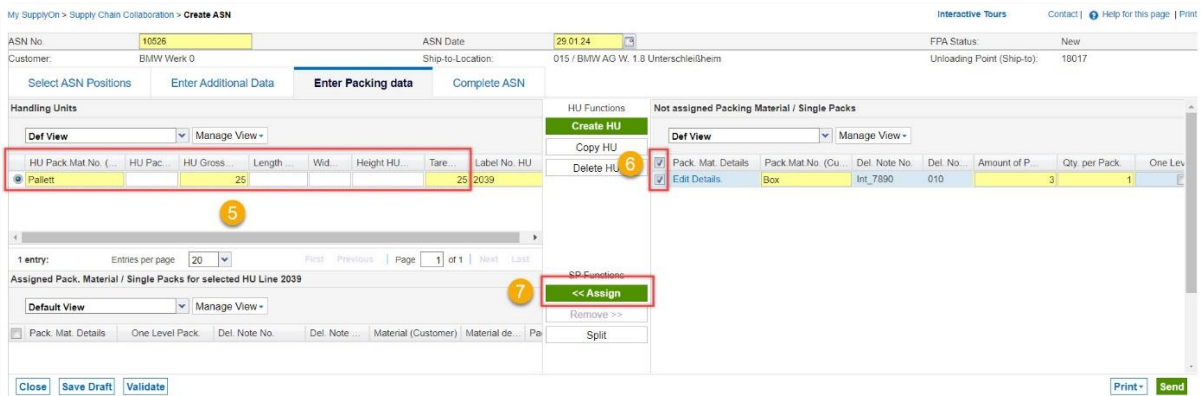 My SupplyOn > Supply Chain Collaboration > Create ASN
Interactive Tours Contact | Help for this page | Print
ASN No. 10526 ASN Date 29.01.24 FPA Status: New
Customer: BMW Werk 0 Ship-to-Location: 015 / BMW AG W. 1.8 Unterschleißheim Unloading Point (Ship-to): 18017
Select ASN Positions Enter Additional Data Enter Packing data Complete ASN
Handling Units
Def View Manage View
HU Pack Mat.No. (... HU Pac... HU Gross... Length ... Wid... Height HU... Tare... Label No. HU
Pallett 25 25 2039
5
1 entry: Entries per page 20 First Previous | Page 1 of 1 | Next Last
Assigned Pack. Material / Single Packs for selected HU Line 2039
Default View Manage View
Pack. Mat. Details One Level Pack. Del. Note No. Del. Note ... Material (Customer) Material de... Pa
HU Functions
Create HU
Copy HU
Delete HU
6
SP Functions
7
<< Assign
Remove >>
Split
Not assigned Packing Material / Single Packs
Def View Manage View
Pack. Mat. Details Pack Mat.No. (Cu... Del. Note No. Del. No... Amount of P... Qty. per Pack. One Lev
Edit Details. Box Int_7890 010 3 1
Close Save Draft Validate Print Send